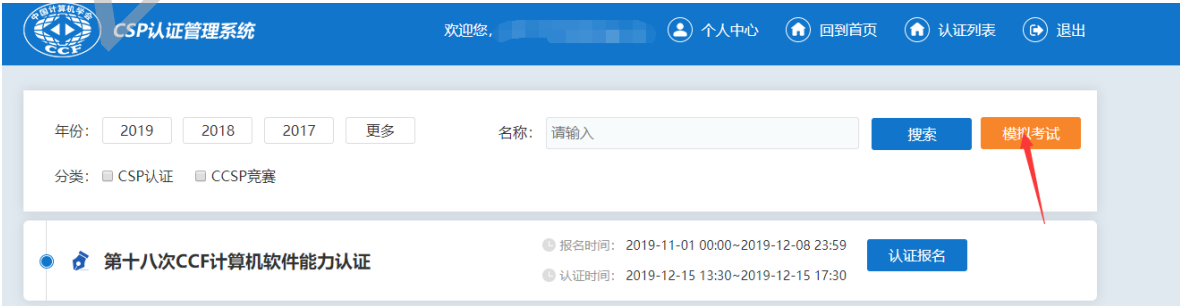 中国计算机学会
CCF
CSP认证管理系统
欢迎您,
个人中心
回到首页
认证列表
退出
年份: 2019 2018 2017 更多
名称: 请输入
搜索
模拟考试
分类: CSP认证 CCSP竞赛
第十八次CCF计算机软件能力认证
报名时间: 2019-11-01 00:00~2019-12-08 23:59
认证时间: 2019-12-15 13:30~2019-12-15 17:30
认证报名